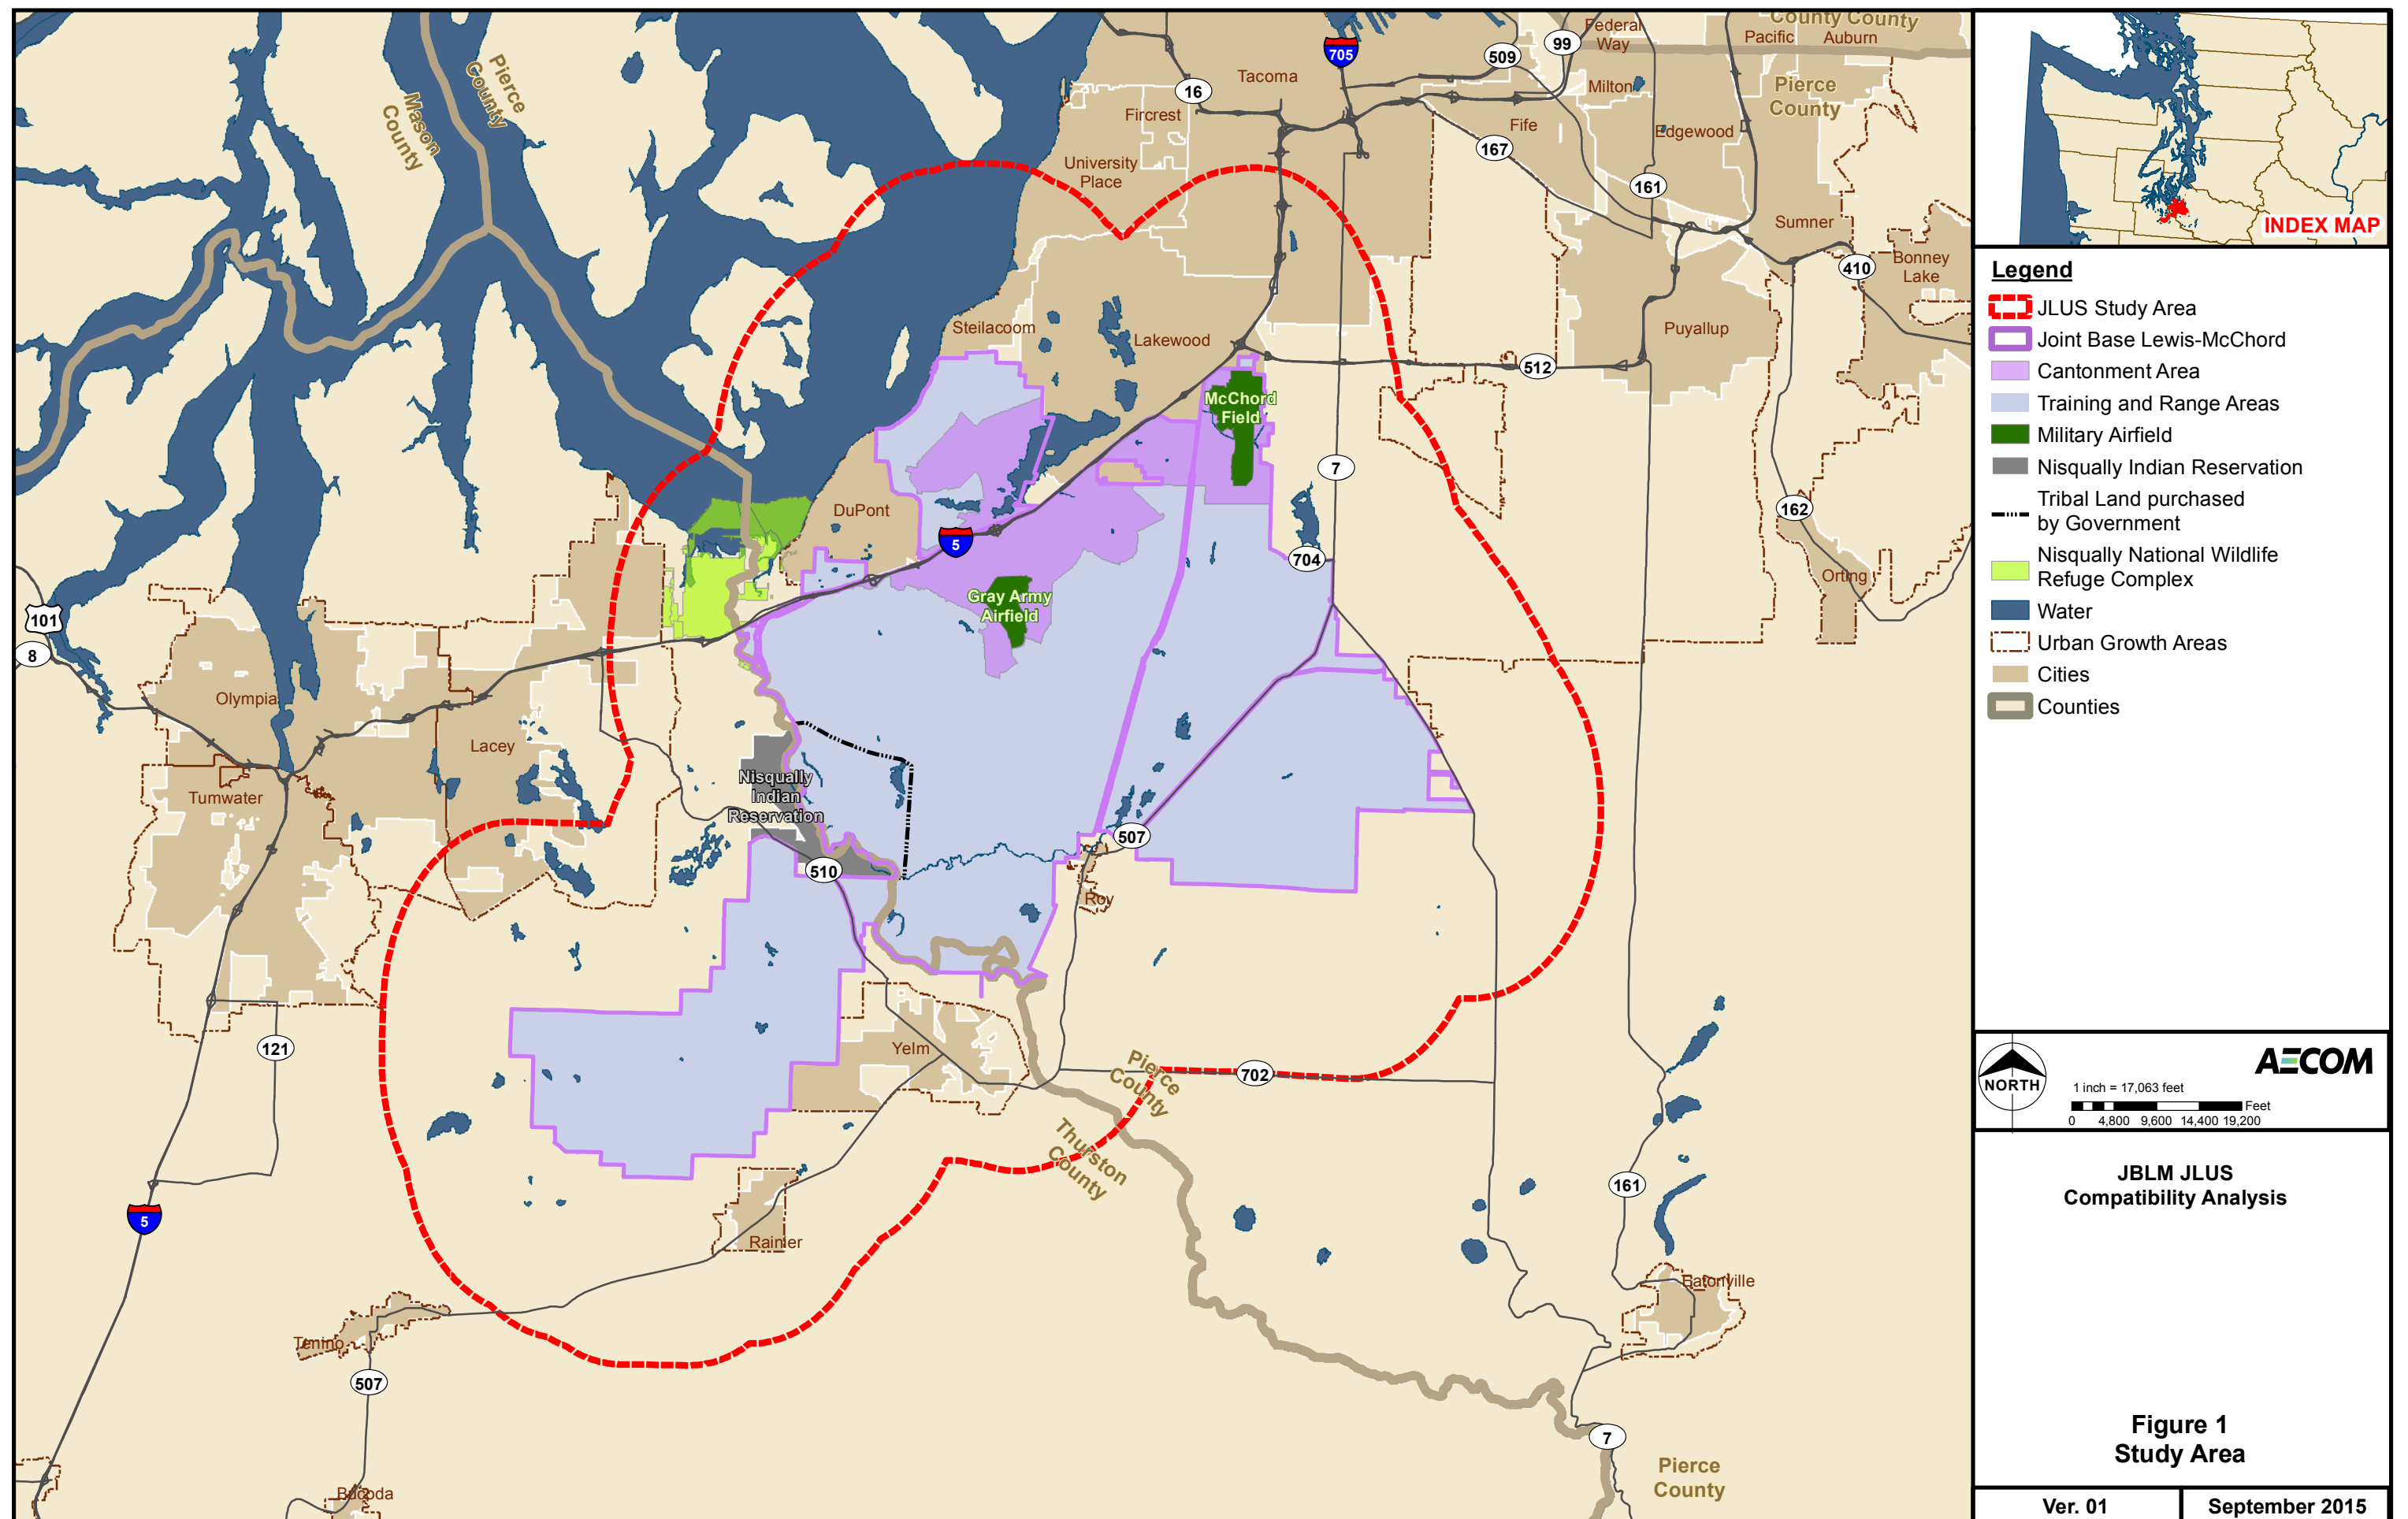 County County
Federal
Way
Pacific
Auburn
705
99
509
Tacoma
Pierce
County
Mason
County
16
Milton
Pierce
County
Fircrest
Fife
Edgewood
167
University
Place
161
Sumner
Bonney
Lake
410
Steilacoom
Lakewood
Puyallup
512
McChord
Field
7
DuPont
162
5
704
Orting
Gray Army
Airfield
101
8
Olympia
Lacey
Nisqually
Indian
Reservation
Tumwater
507
510
Roy
121
Yelm
702
Pierce
County
Thurston
County
161
5
Rainier
Eatonville
Tenino
507
7
Pierce
County
Bucoda
INDEX MAP
Legend
JLUS Study Area
Joint Base Lewis-McChord
Cantonment Area
Training and Range Areas
Military Airfield
Nisqually Indian Reservation
Tribal Land purchased
by Government
Nisqually National Wildlife
Refuge Complex
Water
Urban Growth Areas
Cities
Counties
NORTH
AECOM
1 inch = 17,063 feet
Feet
0 4,800 9,600 14,400 19,200
JBLM JLUS
Compatibility Analysis
Figure 1
Study Area
Ver. 01
September 2015